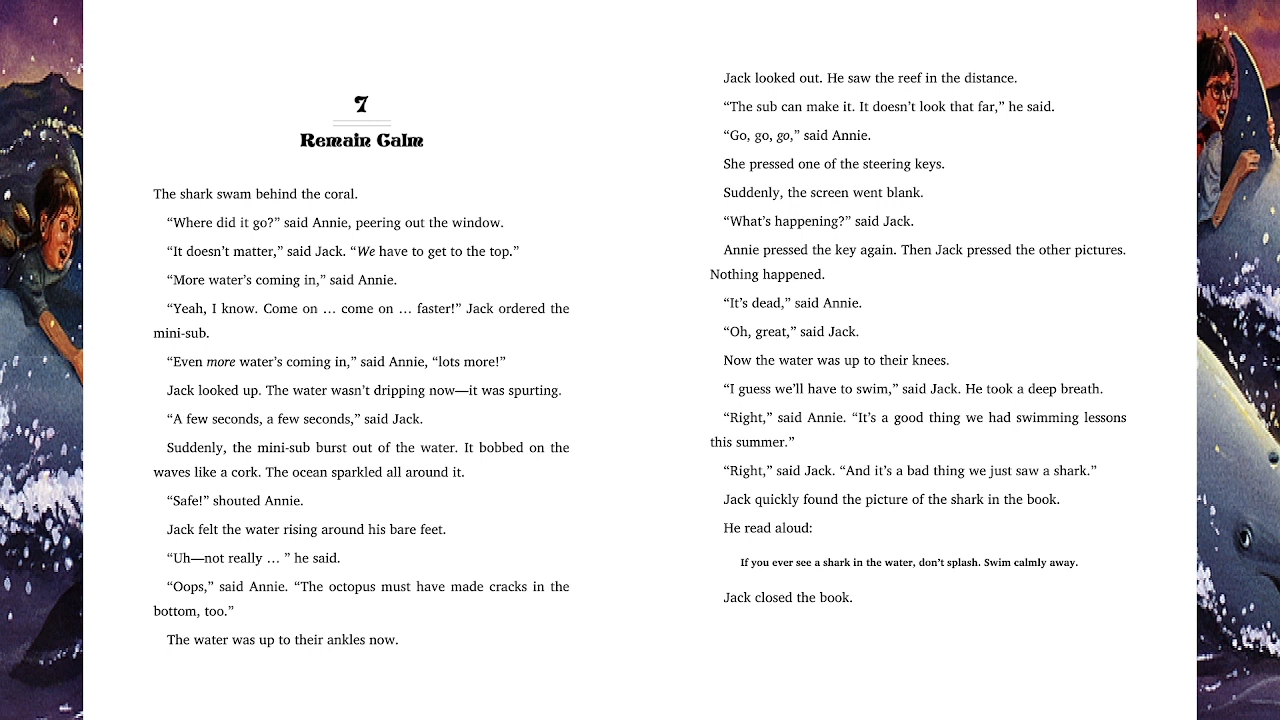 7
Remain Calm
The shark swam behind the coral.
“Where did it go?” said Annie, peering out the window.
“It doesn’t matter,” said Jack. “We have to get to the top.”
“More water’s coming in,” said Annie.
“Yeah, I know. Come on … come on … faster!” Jack ordered the
mini-sub.
“Even more water’s coming in,” said Annie, “lots more!”
Jack looked up. The water wasn’t dripping now—it was spurting.
“A few seconds, a few seconds,” said Jack.
Suddenly, the mini-sub burst out of the water. It bobbed on the
waves like a cork. The ocean sparkled all around it.
“Safe!” shouted Annie.
Jack felt the water rising around his bare feet.
“Uh—not really … ” he said.
“Oops,” said Annie. “The octopus must have made cracks in the
bottom, too.”
The water was up to their ankles now.
Jack looked out. He saw the reef in the distance.
“The sub can make it. It doesn’t look that far,” he said.
“Go, go, go,” said Annie.
She pressed one of the steering keys.
Suddenly, the screen went blank.
“What’s happening?” said Jack.
Annie pressed the key again. Then Jack pressed the other pictures.
Nothing happened.
“It’s dead,” said Annie.
“Oh, great,” said Jack.
Now the water was up to their knees.
“I guess we’ll have to swim,” said Jack. He took a deep breath.
“Right,” said Annie. “It’s a good thing we had swimming lessons
this summer.”
“Right,” said Jack. “And it’s a bad thing we just saw a shark.”
Jack quickly found the picture of the shark in the book.
He read aloud:
If you ever see a shark in the water, don’t splash. Swim calmly away.
Jack closed the book.